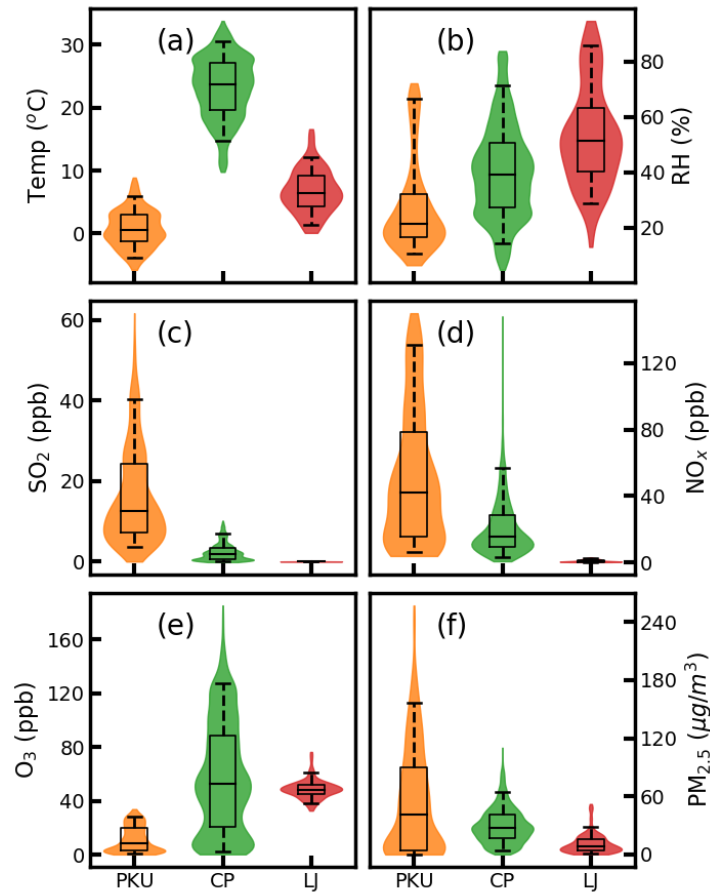 (a)
Temp (°C)
30
20
10
0
(b)
RH (%)
80
60
40
20
(c)
SO₂ (ppb)
60
40
20
0
(d)
NOₓ (ppb)
120
80
40
0
(e)
O₃ (ppb)
160
120
80
40
0
(f)
PM₂.₅ (μg/m³)
240
180
120
60
0
PKU CP LJ PKU CP LJ